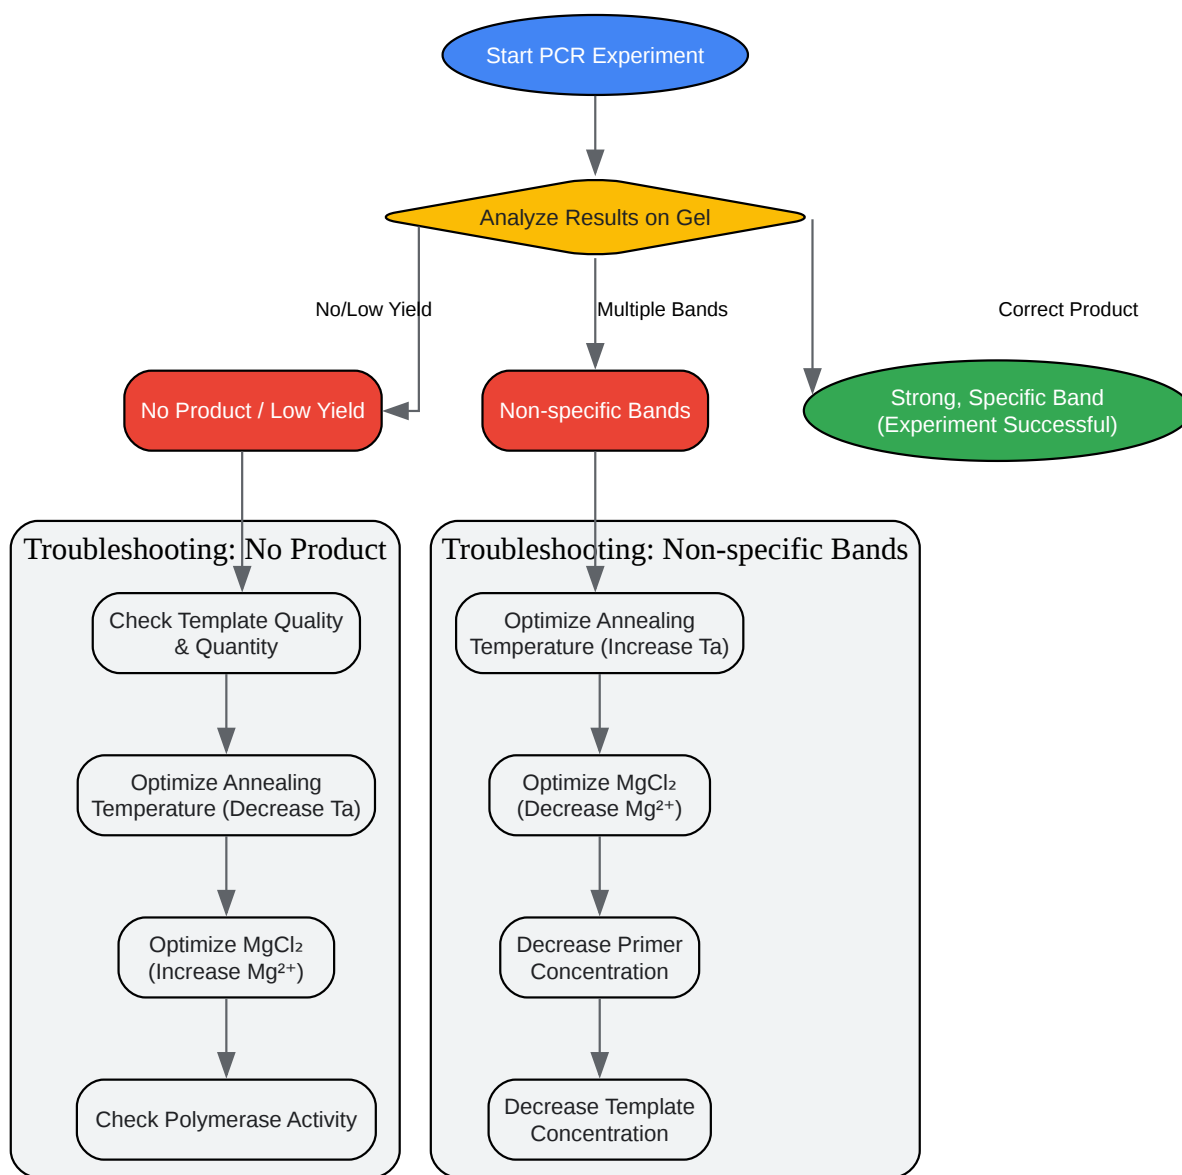 Start PCR Experiment
Analyze Results on Gel
No/Low Yield
Multiple Bands
Correct Product
No Product / Low Yield
Non-specific Bands
Strong, Specific Band
(Experiment Successful)
Troubleshooting: No Product
Check Template Quality
& Quantity
Optimize Annealing
Temperature (Decrease Ta)
Optimize MgCl₂
(Increase Mg²⁺)
Check Polymerase Activity
Troubleshooting: Non-specific Bands
Optimize Annealing
Temperature (Increase Ta)
Optimize MgCl₂
(Decrease Mg²⁺)
Decrease Primer
Concentration
Decrease Template
Concentration